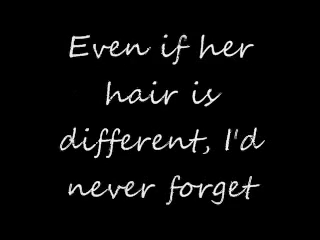 Even if her
hair is
different, I'd
never forget